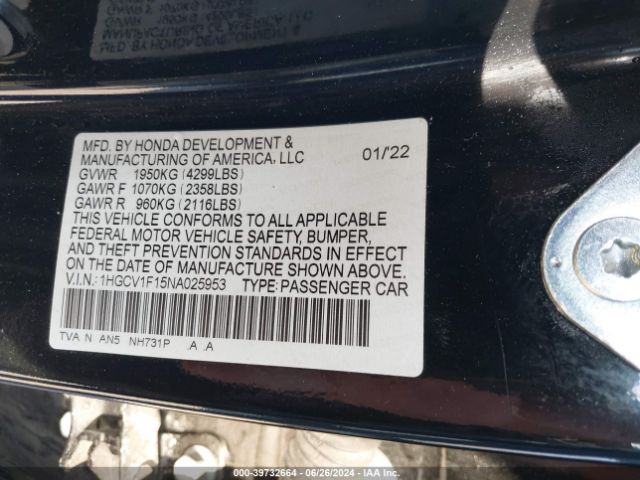 MFD. BY HONDA DEVELOPMENT &
MANUFACTURING OF AMERICA, LLC 01/'22
GVWR 1950KG (4299LBS)
GAWR F 1070KG (2358LBS)
GAWR R 960KG (2116LBS)
THIS VEHICLE CONFORMS TO ALL APPLICABLE
FEDERAL MOTOR VEHICLE SAFETY, BUMPER,
AND THEFT PREVENTION STANDARDS IN EFFECT
ON THE DATE OF MANUFACTURE SHOWN ABOVE.
V.I.N.: 1HGCV1F15NA025953 TYPE: PASSENGER CAR
TVA N AN5 NH731P .A .A
000-39732664 | 06/26/2024 | IAA Inc.